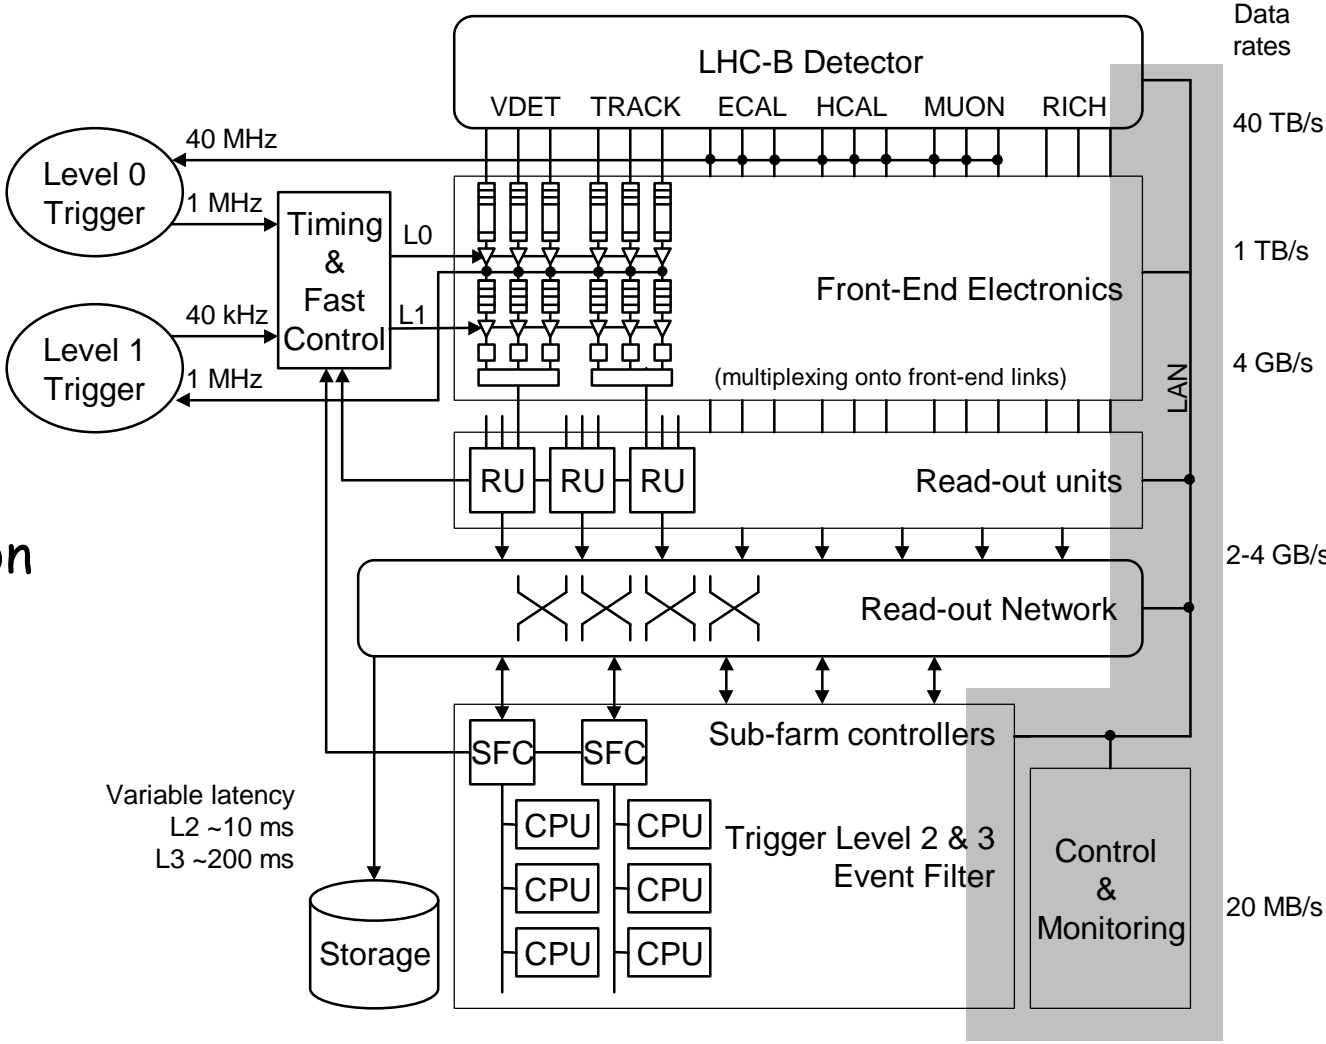 Data
rates
LHC-B Detector
VDET TRACK ECAL HCAL MUON RICH
40 TB/s
40 MHz
Level 0
Trigger
1 MHz
Timing
&
Fast
Control
L0
L1
1 TB/s
Front-End Electronics
40 kHz
Level 1
Trigger
1 MHz
(multiplexing onto front-end links)
4 GB/s
LAN
RU RU RU
Read-out units
on
2-4 GB/s
Read-out Network
SFC SFC
Sub-farm controllers
Variable latency
L2 ~10 ms
L3 ~200 ms
CPU CPU
CPU CPU
CPU CPU
Trigger Level 2 & 3
Event Filter
Control
&
Monitoring
20 MB/s
Storage